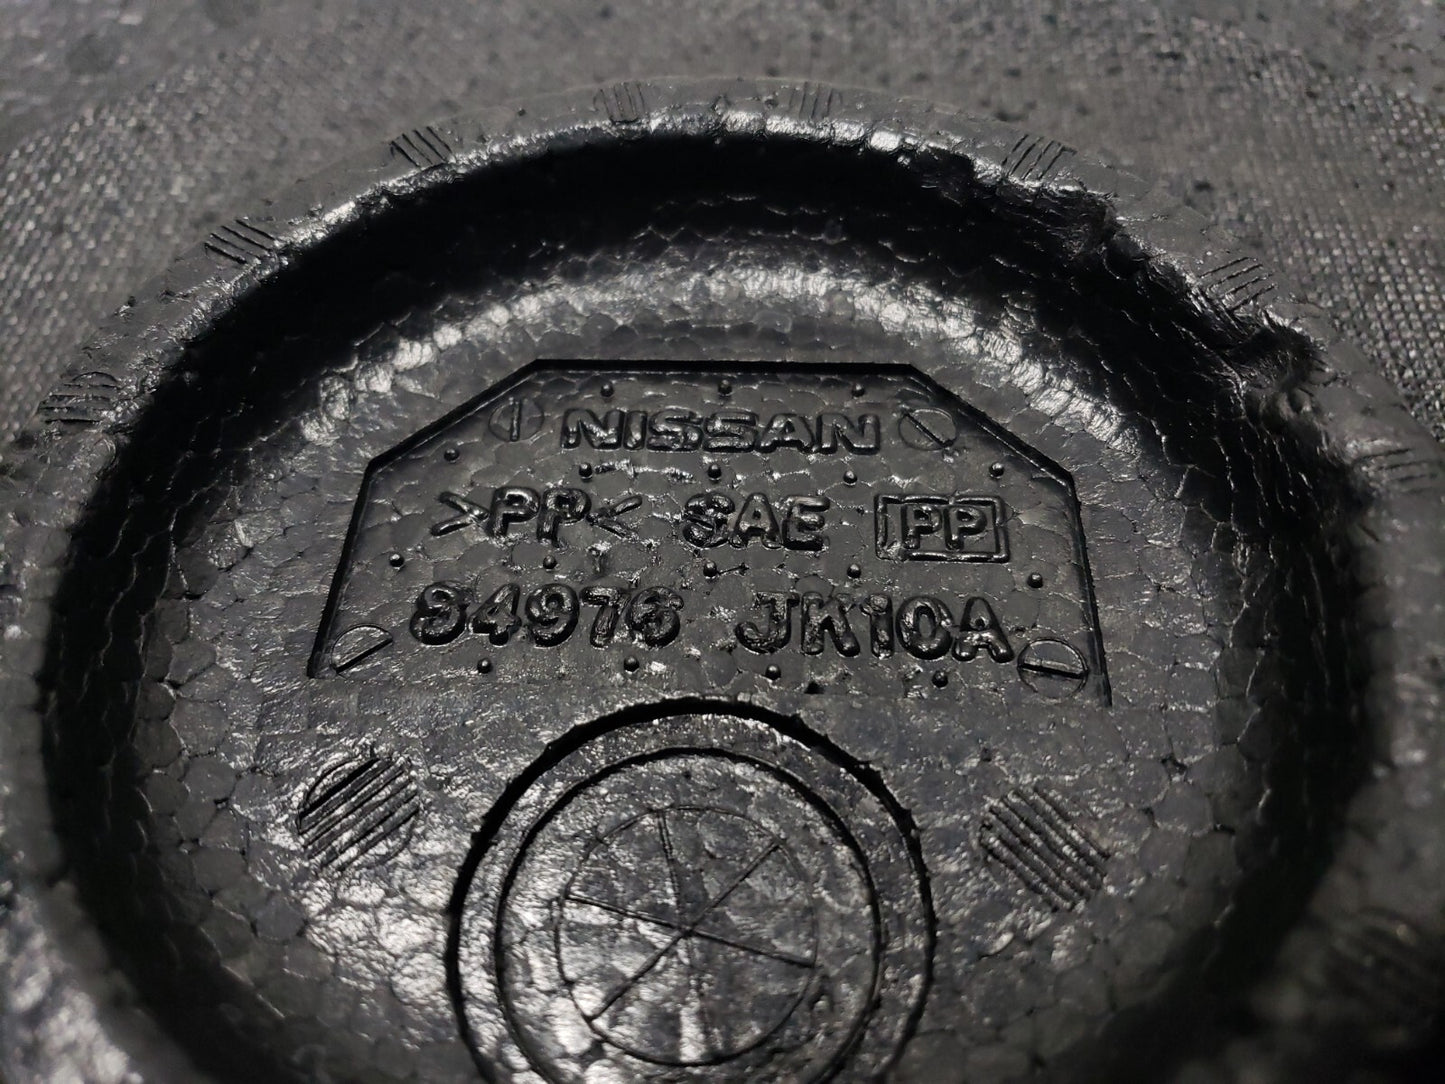 NISSAN
>PP< SAE PP
84976 JK10A